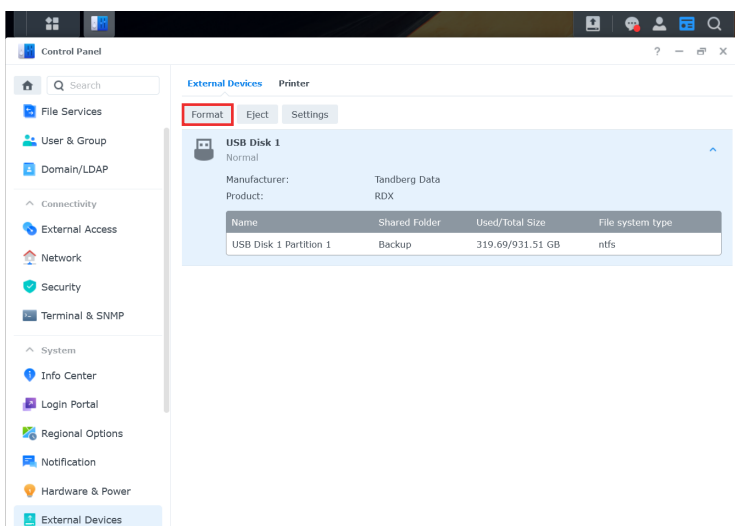 Control Panel
? — x
Search
External Devices Printer
File Services
Format Eject Settings
User & Group
USB Disk 1
Normal
Domain/LDAP
Manufacturer: Tandberg Data
Product: RDX
Connectivity
Name Shared Folder Used/Total Size File system type
External Access
USB Disk 1 Partition 1 Backup 319.69/931.51 GB ntfs
Network
Security
Terminal & SNMP
System
Info Center
Login Portal
Regional Options
Notification
Hardware & Power
External Devices